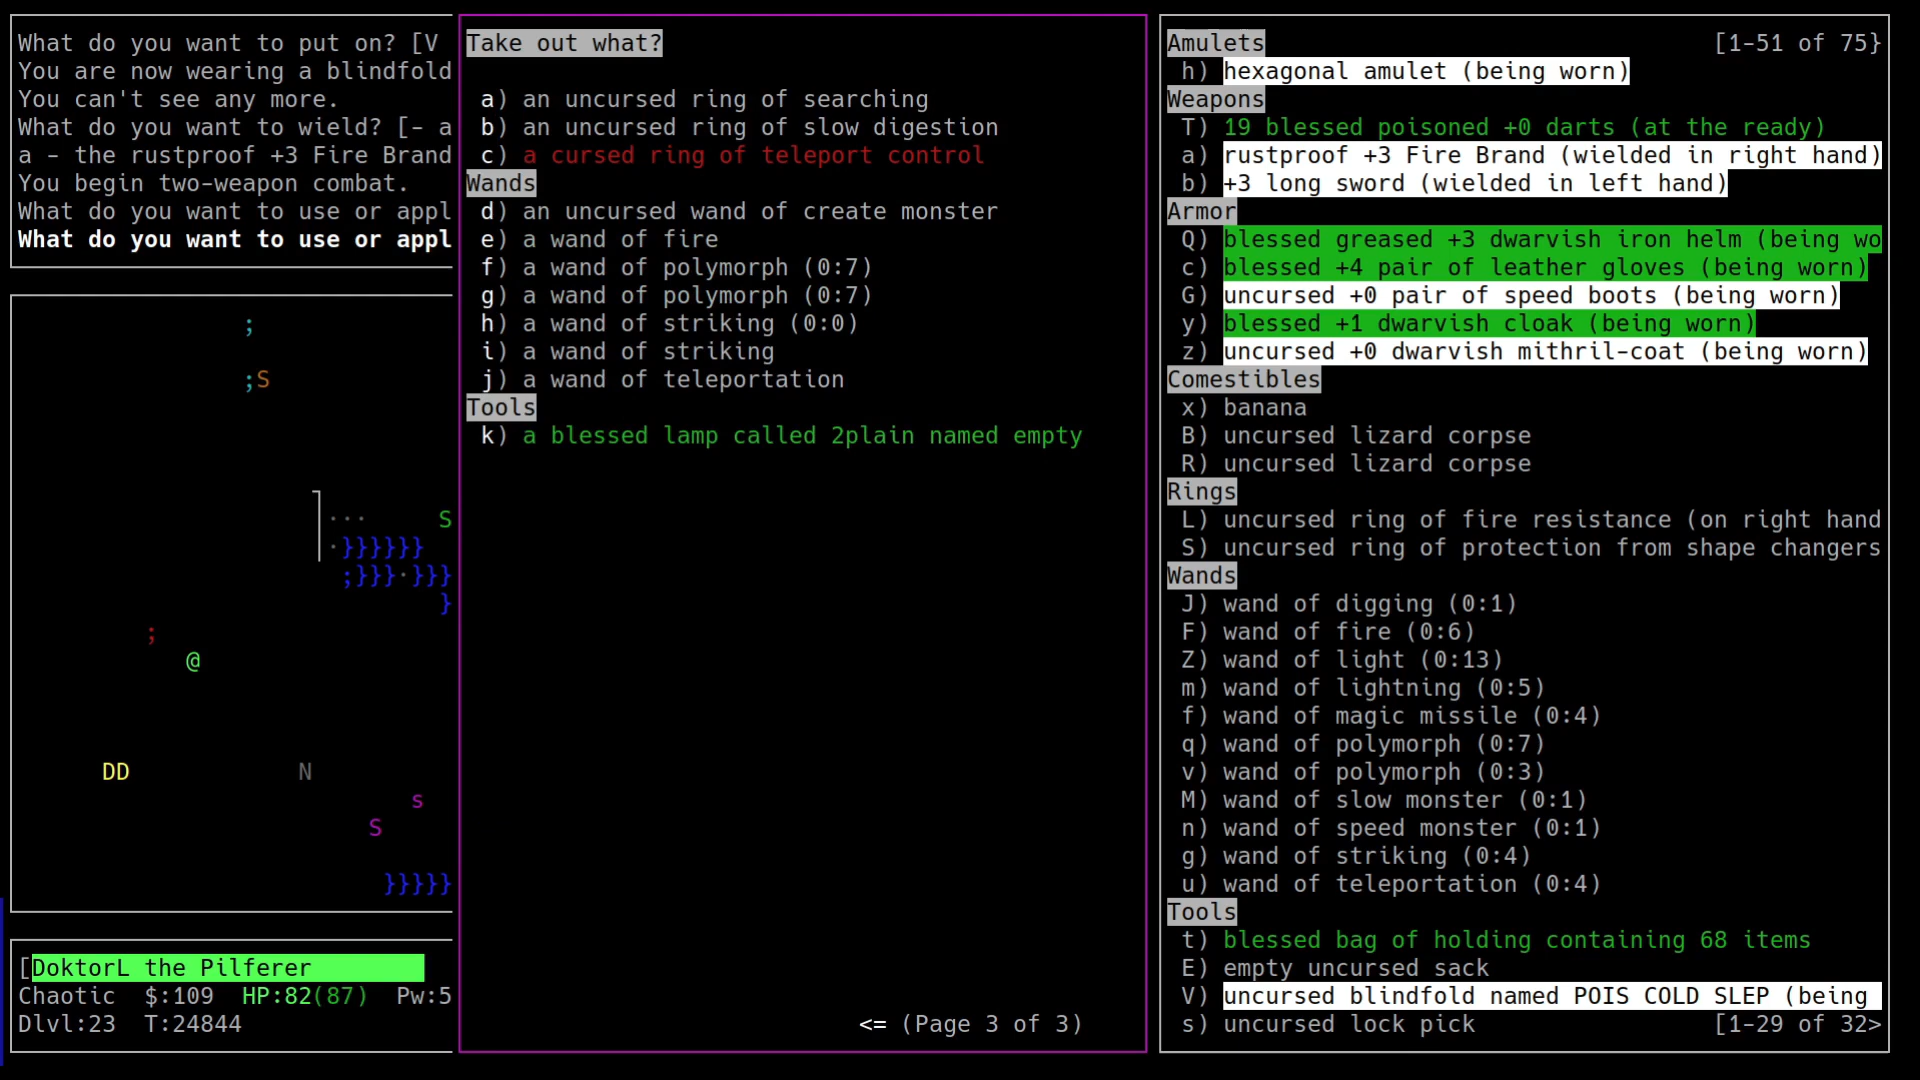 What do you want to put on? [V
You are now wearing a blindfold
You can't see any more.
What do you want to wield? [- a
a - the rustproof +3 Fire Brand
You begin two-weapon combat.
What do you want to use or appl
What do you want to use or appl
;
;S
...
S
.}}}}}}
;}}}.}}}
}
;
@
DD
N
s
S
}}}}}
[DoktorL the Pilferer
Chaotic $:109 HP:82(87) Pw:5
Dlvl:23 T:24844
Take out what?
a) an uncursed ring of searching
b) an uncursed ring of slow digestion
c) a cursed ring of teleport control
Wands
d) an uncursed wand of create monster
e) a wand of fire
f) a wand of polymorph (0:7)
g) a wand of polymorph (0:7)
h) a wand of striking (0:0)
i) a wand of striking
j) a wand of teleportation
Tools
k) a blessed lamp called 2plain named empty
<= (Page 3 of 3)
Amulets [1-51 of 75}
h) hexagonal amulet (being worn)
Weapons
T) 19 blessed poisoned +0 darts (at the ready)
a) rustproof +3 Fire Brand (wielded in right hand)
b) +3 long sword (wielded in left hand)
Armor
Q) blessed greased +3 dwarvish iron helm (being wo
c) blessed +4 pair of leather gloves (being worn)
G) uncursed +0 pair of speed boots (being worn)
y) blessed +1 dwarvish cloak (being worn)
z) uncursed +0 dwarvish mithril-coat (being worn)
Comestibles
x) banana
B) uncursed lizard corpse
R) uncursed lizard corpse
Rings
L) uncursed ring of fire resistance (on right hand
S) uncursed ring of protection from shape changers
Wands
J) wand of digging (0:1)
F) wand of fire (0:6)
Z) wand of light (0:13)
m) wand of lightning (0:5)
f) wand of magic missile (0:4)
q) wand of polymorph (0:7)
v) wand of polymorph (0:3)
M) wand of slow monster (0:1)
n) wand of speed monster (0:1)
g) wand of striking (0:4)
u) wand of teleportation (0:4)
Tools
t) blessed bag of holding containing 68 items
E) empty uncursed sack
V) uncursed blindfold named POIS COLD SLEP (being
s) uncursed lock pick [1-29 of 32>